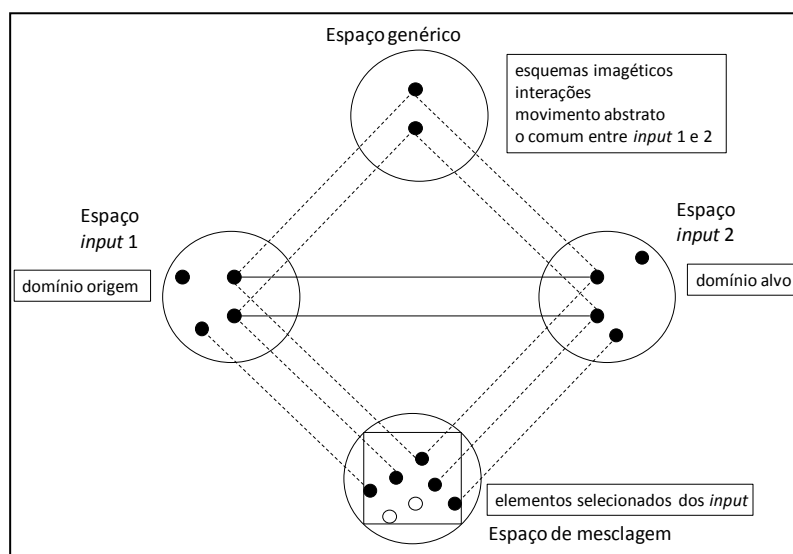 Espaço genérico
esquemas imagéticos
interações
movimento abstrato
o comum entre input 1 e 2
Espaço
input 1
domínio origem
Espaço
input 2
domínio alvo
elementos selecionados dos input
Espaço de mesclagem